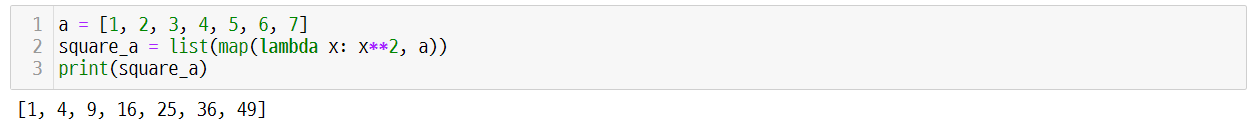 1 a = [1, 2, 3, 4, 5, 6, 7]
2 square_a = list(map(lambda x: x**2, a))
3 print(square_a)
[1, 4, 9, 16, 25, 36, 49]